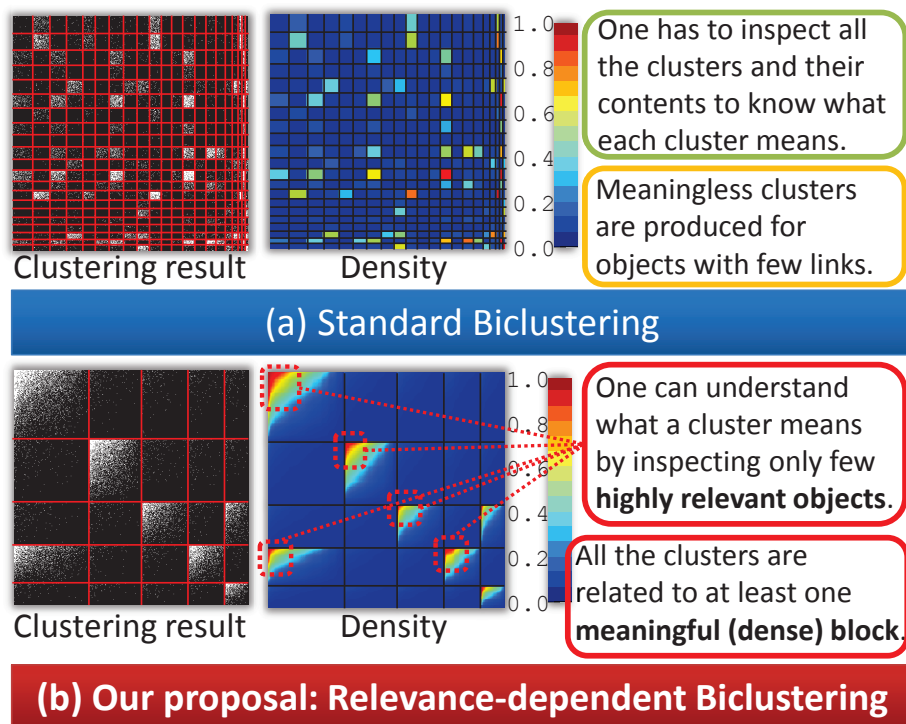 1.0
0.8
0.6
0.4
0.2
0.0
Clustering result
Density
One has to inspect all
the clusters and their
contents to know what
each cluster means.
Meaningless clusters
are produced for
objects with few links.
(a) Standard Biclustering
1.0
0.8
0.6
0.4
0.2
0.0
Clustering result
Density
One can understand
what a cluster means
by inspecting only few
highly relevant objects.
All the clusters are
related to at least one
meaningful (dense) block.
(b) Our proposal: Relevance-dependent Biclustering